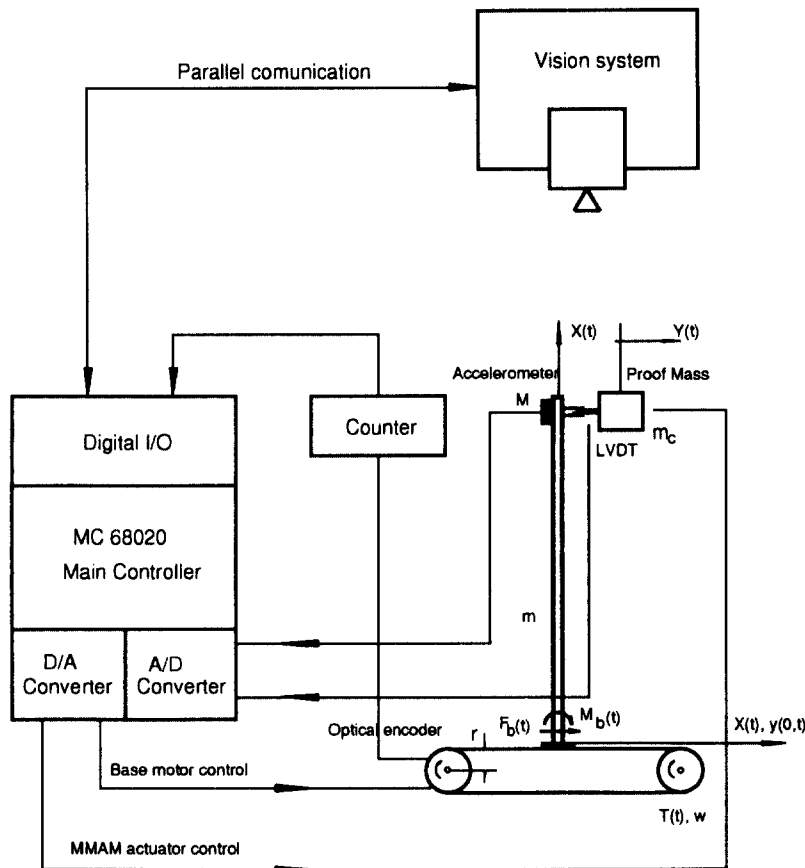 Parallel comunication
Vision system
X(t)
Y(t)
Accelerometer
Proof Mass
M
Counter
LVDT
m_c
Digital I/O
MC 68020
Main Controller
m
D/A
Converter
A/D
Converter
Optical encoder
r
F_b(t)
M_b(t)
X(t), y(0,t)
Base motor control
r
T(t), w
MMAM actuator control